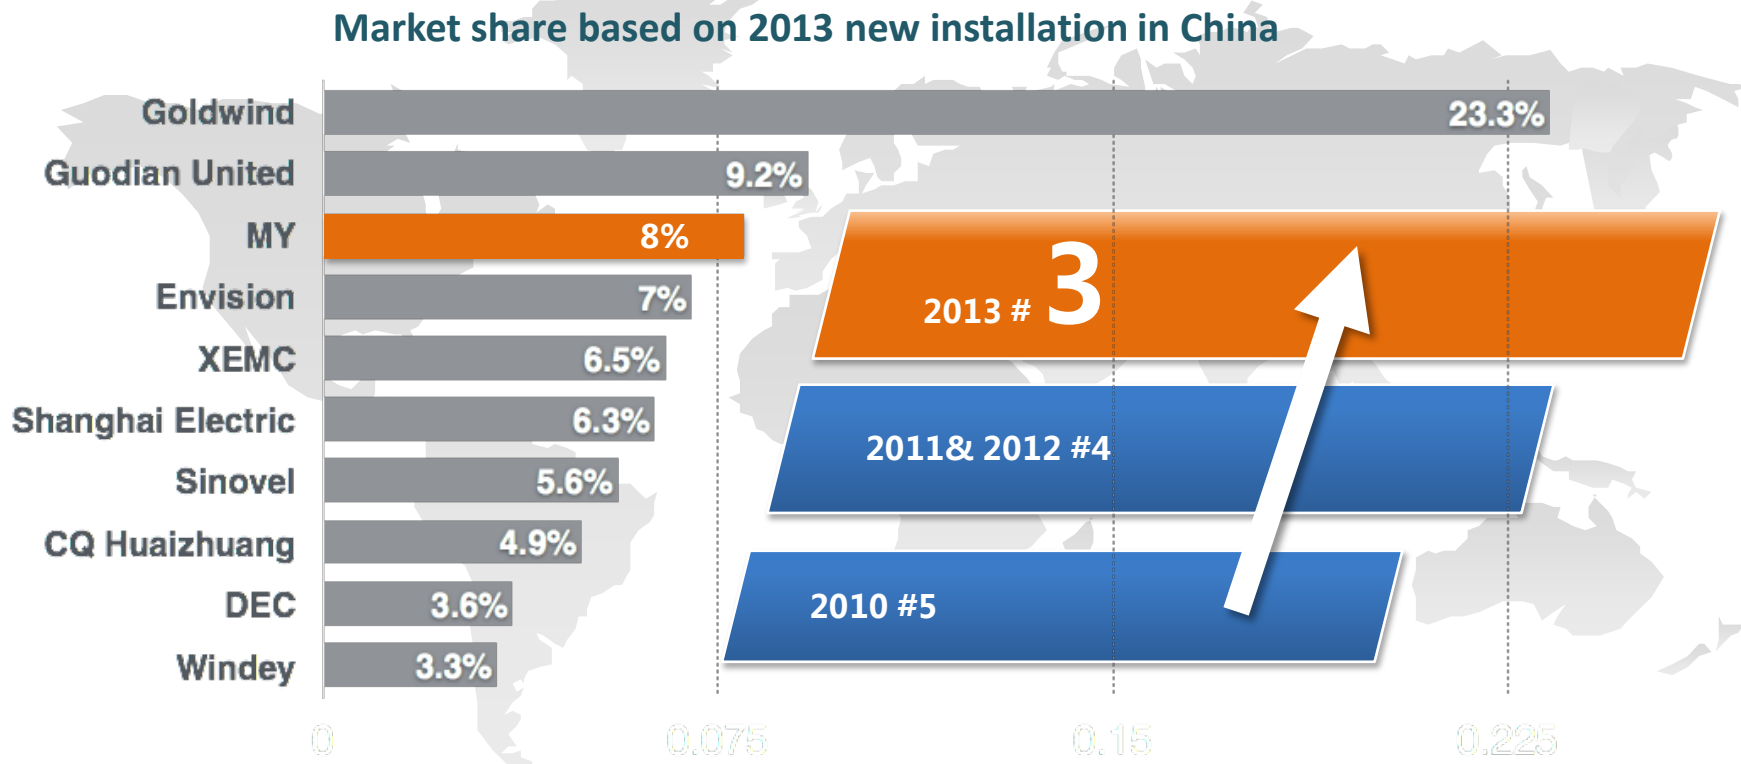 Market share based on 2013 new installation in China
Goldwind 23.3%
Guodian United 9.2%
MY 8%
Envision 7%
XEMC 6.5%
Shanghai Electric 6.3%
Sinovel 5.6%
CQ Huaizhuang 4.9%
DEC 3.6%
Windey 3.3%
2013 # 3
2011& 2012 #4
2010 #5
0 0.075 0.15 0.225